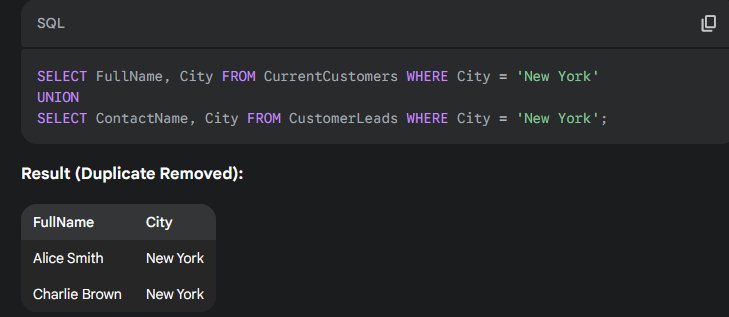 SQL
SELECT FullName, City FROM CurrentCustomers WHERE City = 'New York'
UNION
SELECT ContactName, City FROM CustomerLeads WHERE City = 'New York';
Result (Duplicate Removed):
FullName City
Alice Smith New York
Charlie Brown New York